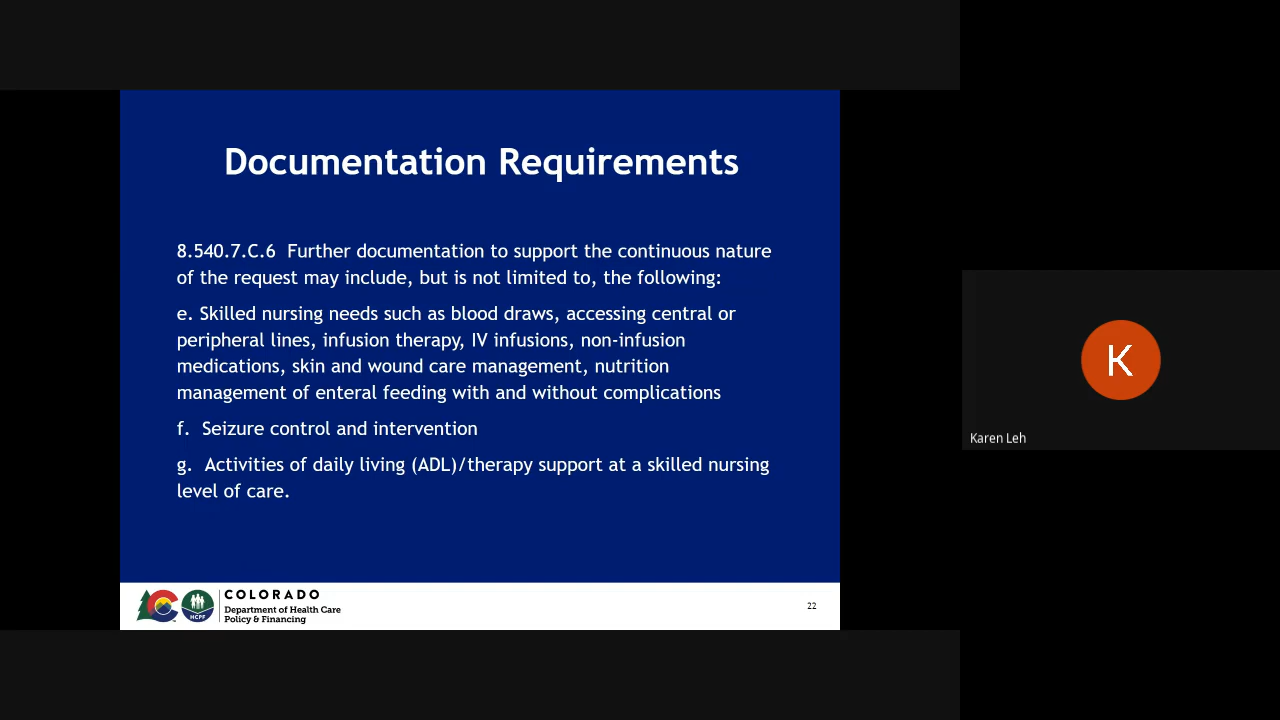 Documentation Requirements
8.540.7.C.6  Further documentation to support the continuous nature
of the request may include, but is not limited to, the following:
e. Skilled nursing needs such as blood draws, accessing central or
peripheral lines, infusion therapy, IV infusions, non-infusion
medications, skin and wound care management, nutrition
management of enteral feeding with and without complications
f.  Seizure control and intervention
g.  Activities of daily living (ADL)/therapy support at a skilled nursing
level of care.
HCPF
COLORADO
Department of Health Care
Policy & Financing
22
K
Karen Leh